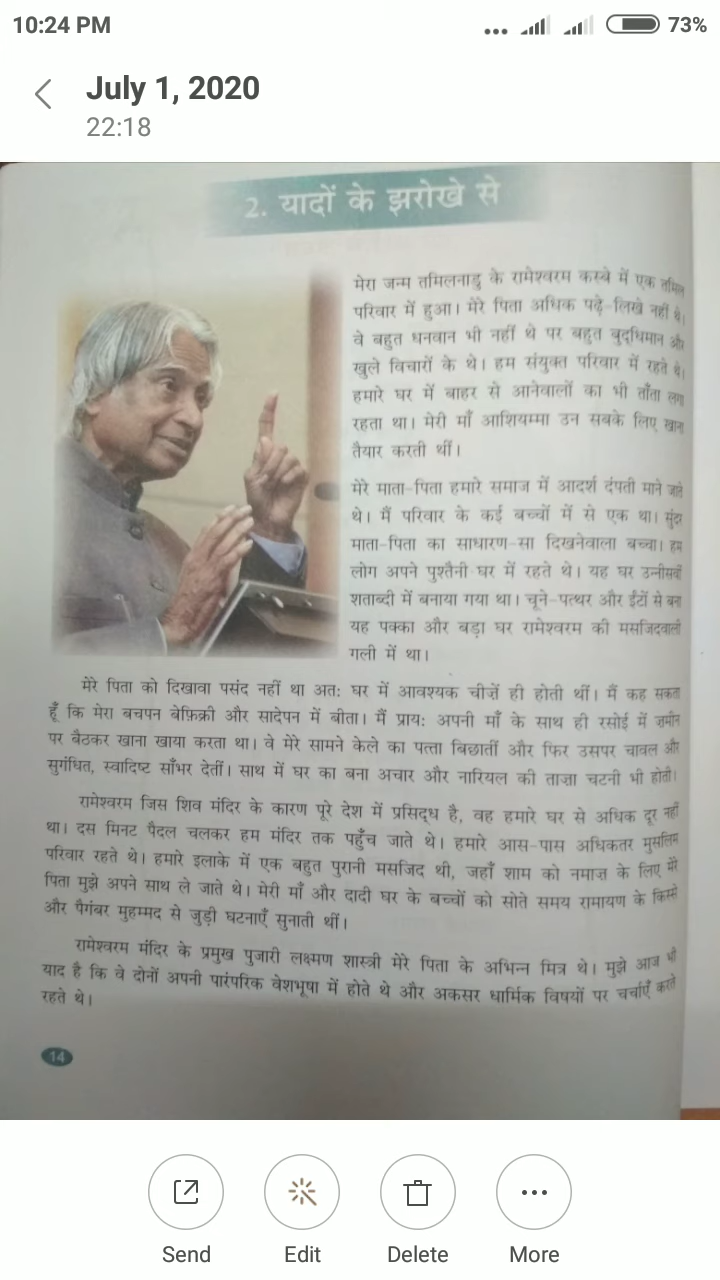 10:24 PM
73%
July 1, 2020
22:18
2. यादों के झरोखे से
मेरा जन्म तमिलनाडु के रामेश्वरम कस्बे में एक तमिल
परिवार में हुआ। मेरे पिता अधिक पढ़े-लिखे नहीं थे।
वे बहुत धनवान भी नहीं थे पर बहुत बुद्धिमान और
खुले विचारों के थे। हम संयुक्त परिवार में रहते थे।
हमारे घर में बाहर से आनेवालों का भी ताँता लगा
रहता था। मेरी माँ आशियम्मा उन सबके लिए खाना
तैयार करती थीं।
मेरे माता-पिता हमारे समाज में आदर्श दंपती माने जाते
थे। मैं परिवार के कई बच्चों में से एक था। सुंदर
माता-पिता का साधारण-सा दिखनेवाला बच्चा। हम
लोग अपने पुश्तैनी घर में रहते थे। यह घर उन्नीसवीं
शताब्दी में बनाया गया था। चूने-पत्थर और ईंटों से बना
यह पक्का और बड़ा घर रामेश्वरम की मसजिदवाली
गली में था।
मेरे पिता को दिखावा पसंद नहीं था अतः घर में आवश्यक चीज़ें ही होती थीं। मैं कह सकता
हूँ कि मेरा बचपन बेफ़िक्री और सादेपन में बीता। मैं प्रायः अपनी माँ के साथ ही रसोई में ज़मीन
पर बैठकर खाना खाया करता था। वे मेरे सामने केले का पत्ता बिछातीं और फिर उसपर चावल और
सुगंधित, स्वादिष्ट साँभर देतीं। साथ में घर का बना अचार और नारियल की ताज़ा चटनी भी होती।
रामेश्वरम जिस शिव मंदिर के कारण पूरे देश में प्रसिद्ध है, वह हमारे घर से अधिक दूर नहीं
था। दस मिनट पैदल चलकर हम मंदिर तक पहुँच जाते थे। हमारे आस-पास अधिकतर मुसलिम
परिवार रहते थे। हमारे इलाके में एक बहुत पुरानी मसजिद थी, जहाँ शाम को नमाज़ के लिए मेरे
पिता मुझे अपने साथ ले जाते थे। मेरी माँ और दादी घर के बच्चों को सोते समय रामायण के किस्से
और पैगंबर मुहम्मद से जुड़ी घटनाएँ सुनाती थीं।
रामेश्वरम मंदिर के प्रमुख पुजारी लक्ष्मण शास्त्री मेरे पिता के अभिन्न मित्र थे। मुझे आज भी
याद है कि वे दोनों अपनी पारंपरिक वेशभूषा में होते थे और अकसर धार्मिक विषयों पर चर्चाएँ करते
रहते थे।
14
Send
Edit
Delete
More